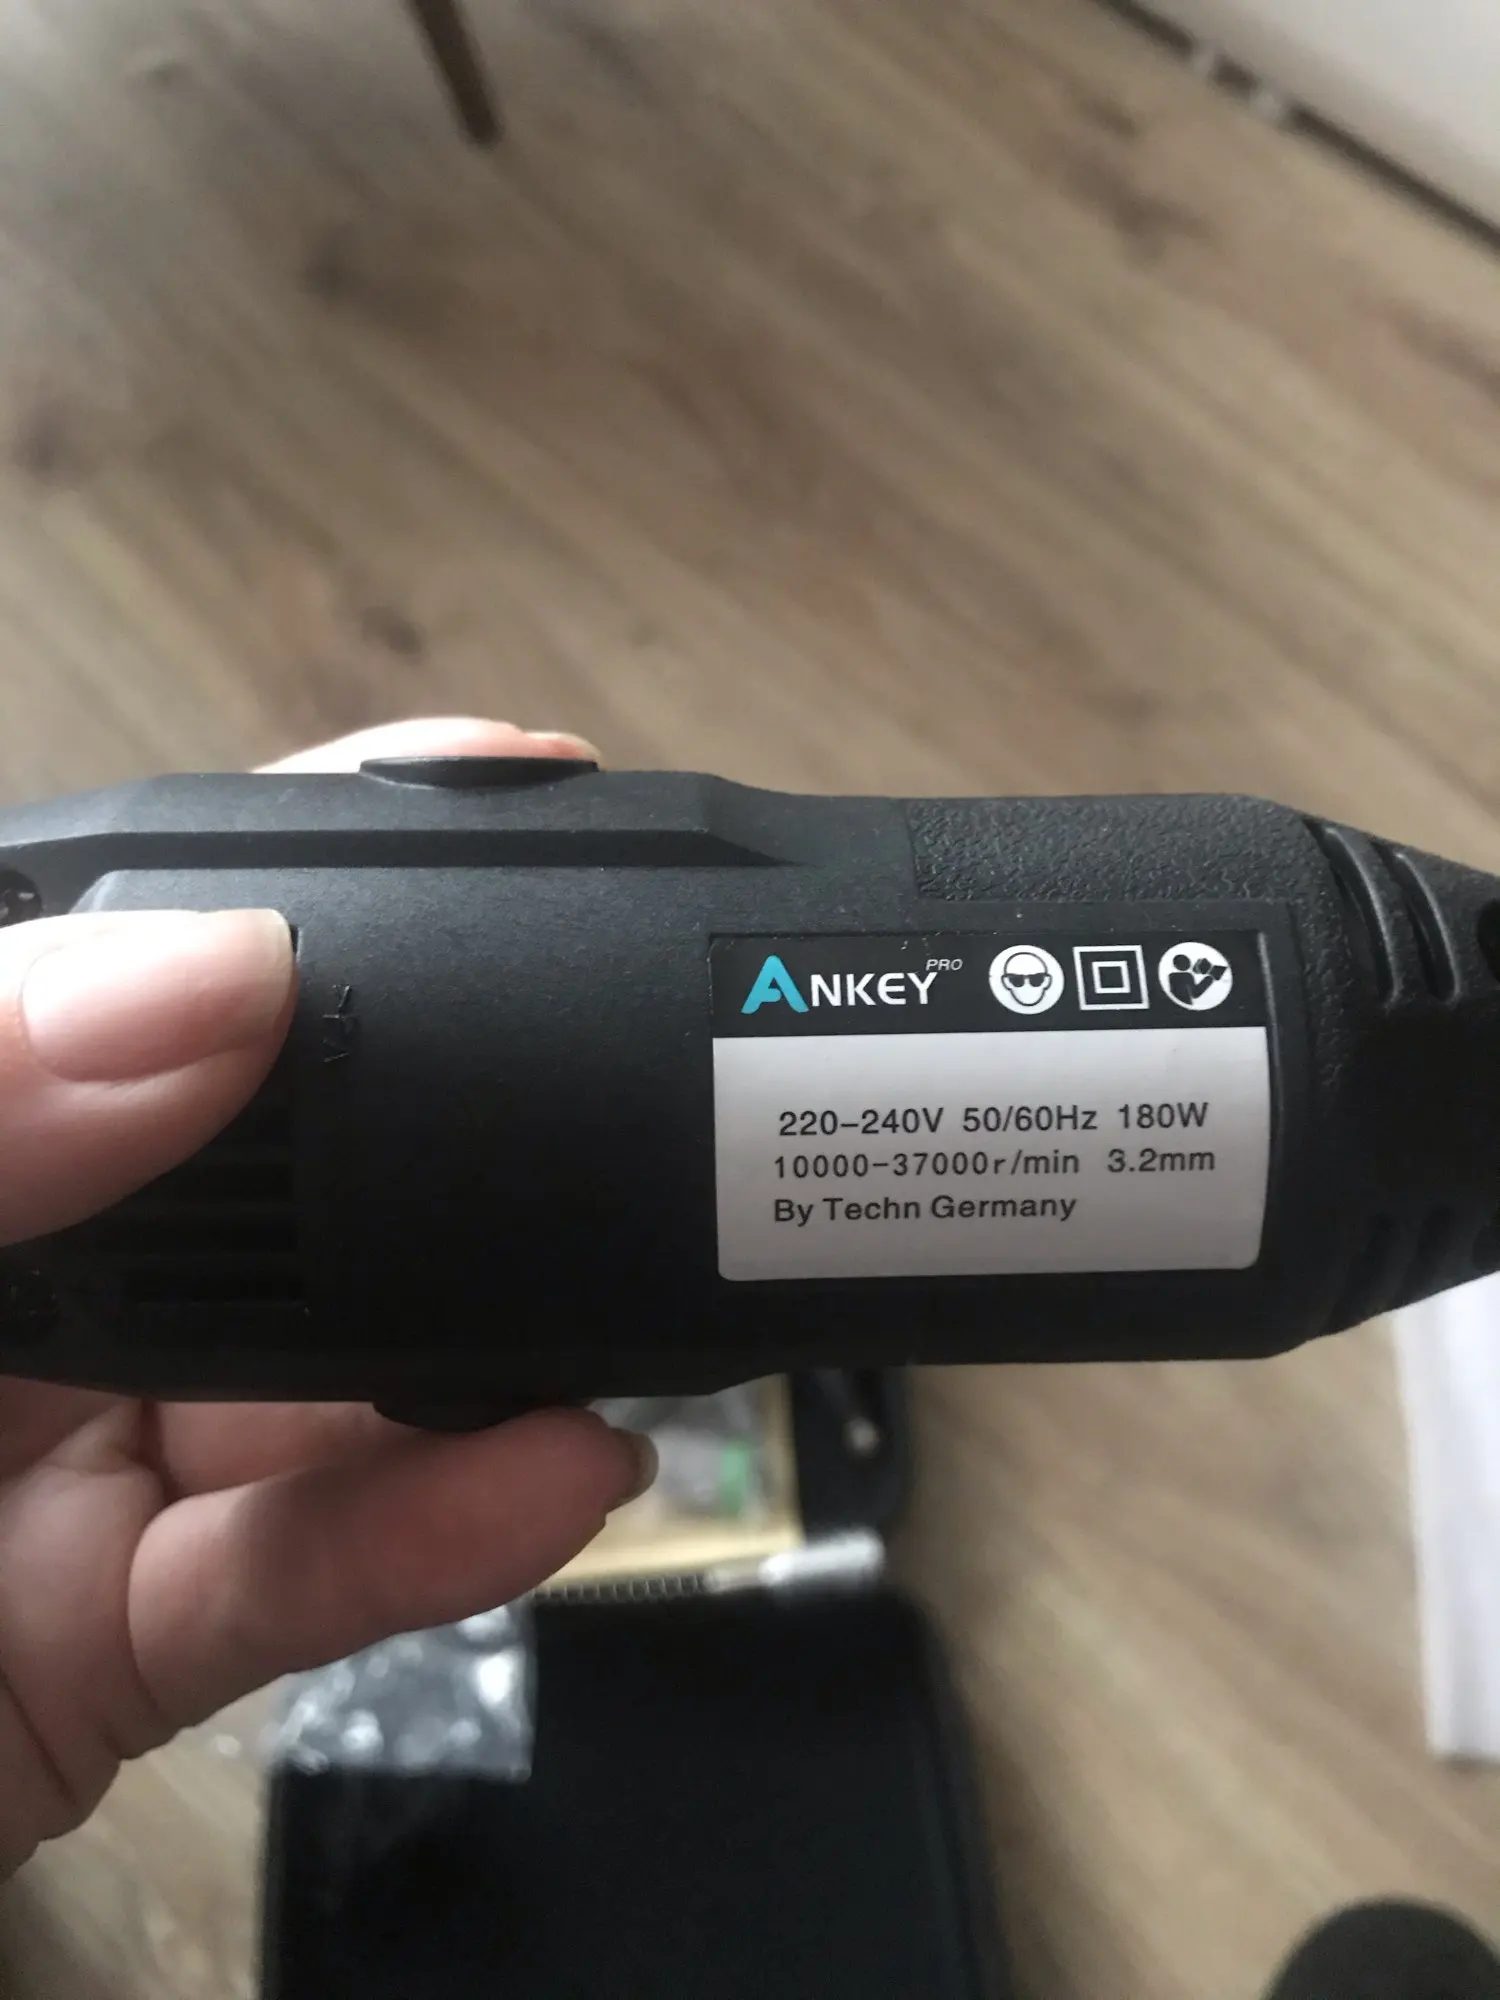 ANKEY PRO
220-240V 50/60Hz 180W
10000-37000r/min 3.2mm
By Techn Germany